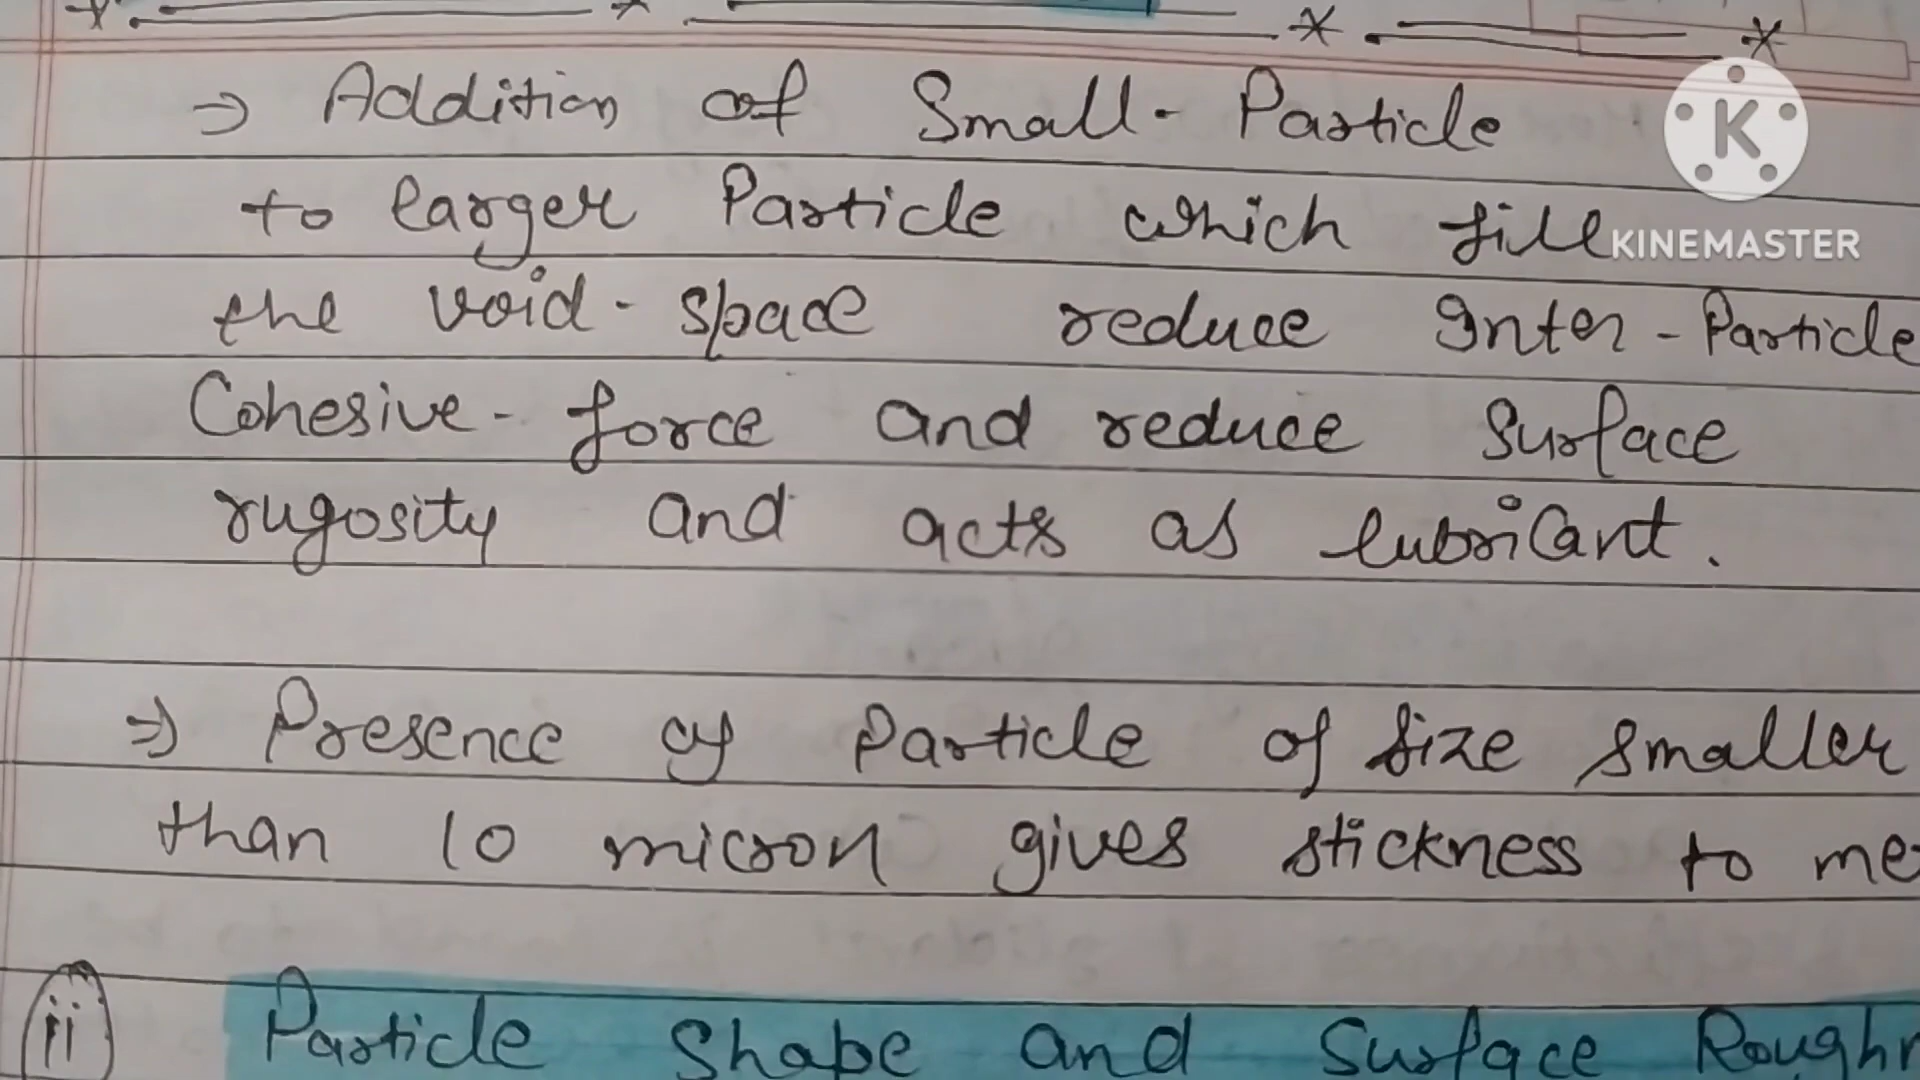 ⇒ Addition of Small-Particle
to larger Particle which fill
the void-space reduce Inter-Particle
Cohesive-force and reduce Surface
rugosity and acts as lubricant.
⇒ Presence of Particle of size smaller
than 10 micron gives stickness to me
ii Particle Shape and Surface Roughn
K
KINEMASTER